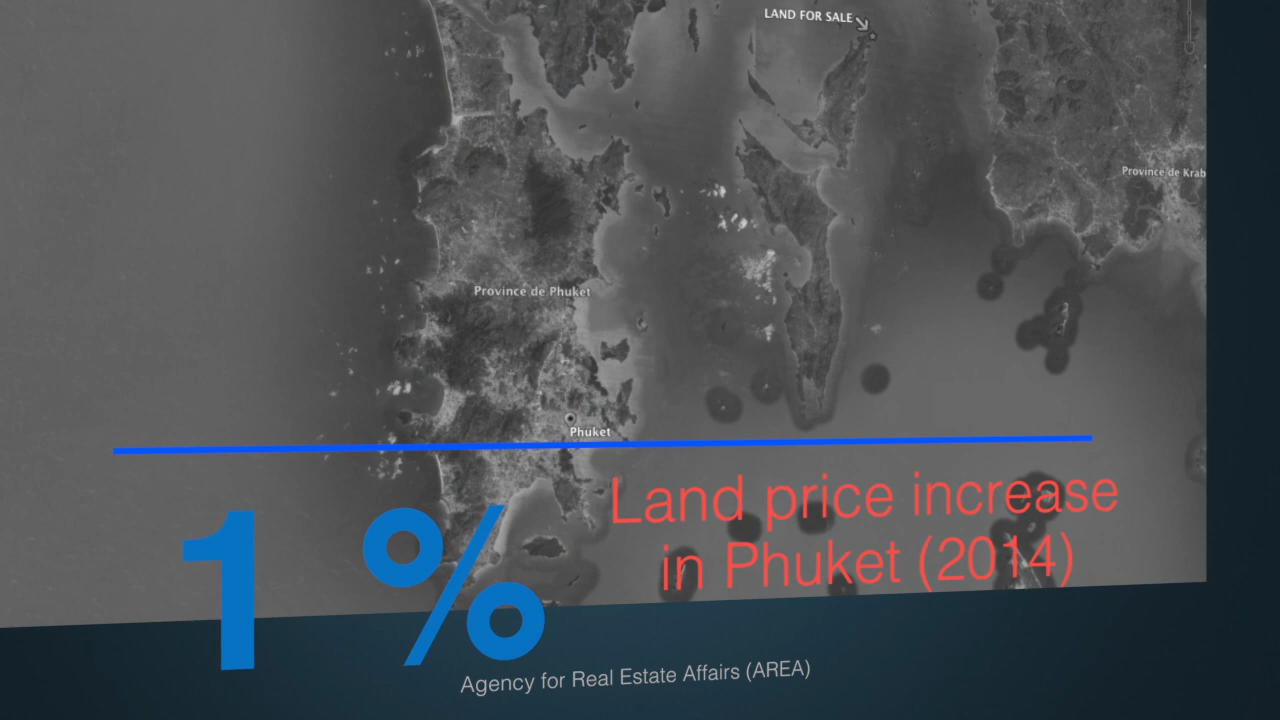 LAND FOR SALE
Province de Krab
Province de Phuket
Phuket
1 %
Land price increase
in Phuket (2014)
Agency for Real Estate Affairs (AREA)